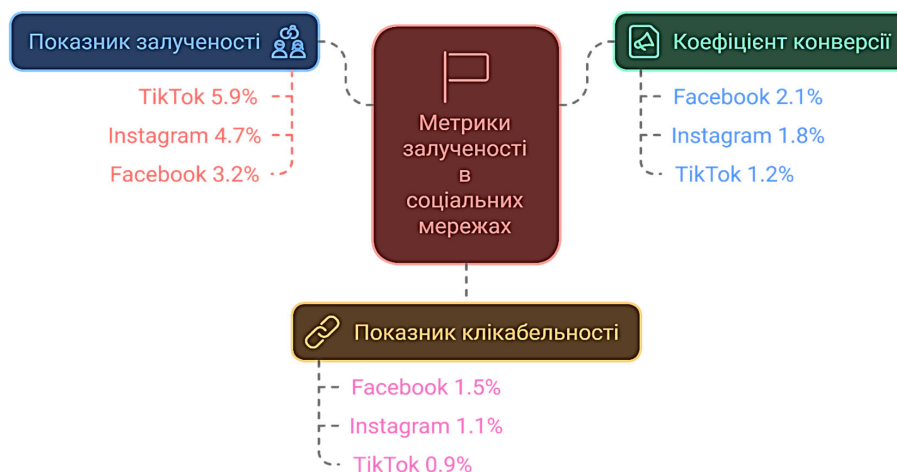 Показник залученості
TikTok 5.9%
Instagram 4.7%
Facebook 3.2%
Метрики
залученості
в
соціальних
мережах
Коефіцієнт конверсії
Facebook 2.1%
Instagram 1.8%
TikTok 1.2%
Показник клікабельності
Facebook 1.5%
Instagram 1.1%
TikTok 0.9%